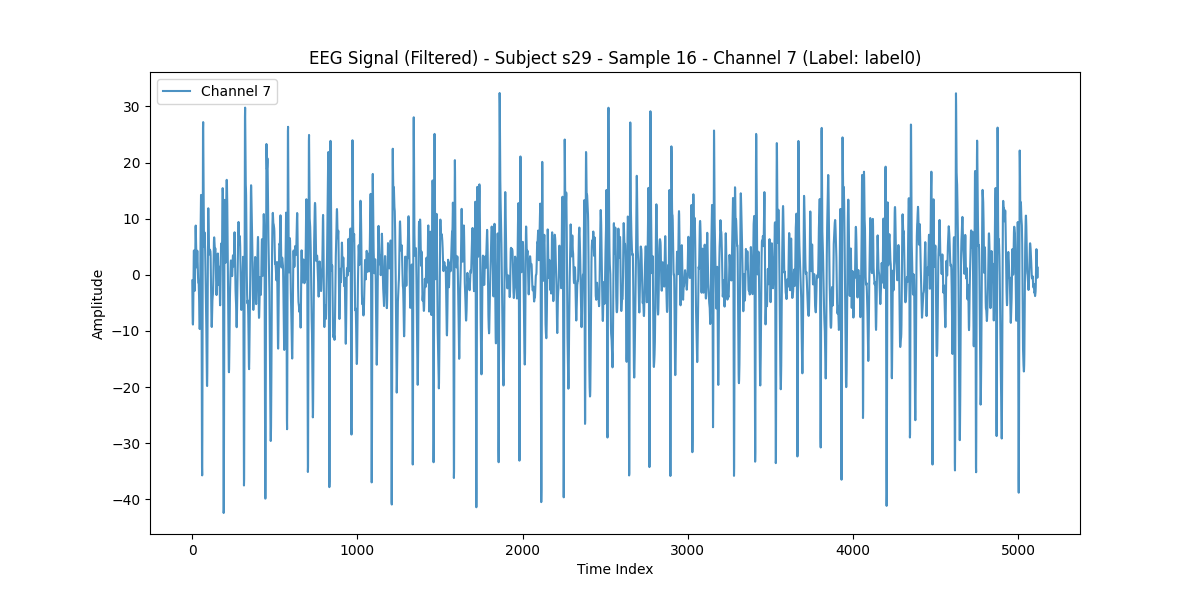 EEG Signal (Filtered) - Subject s29 - Sample 16 - Channel 7 (Label: label0)
Channel 7
30
20
10
0
−10
−20
−30
−40
Amplitude
0 1000 2000 3000 4000 5000
Time Index